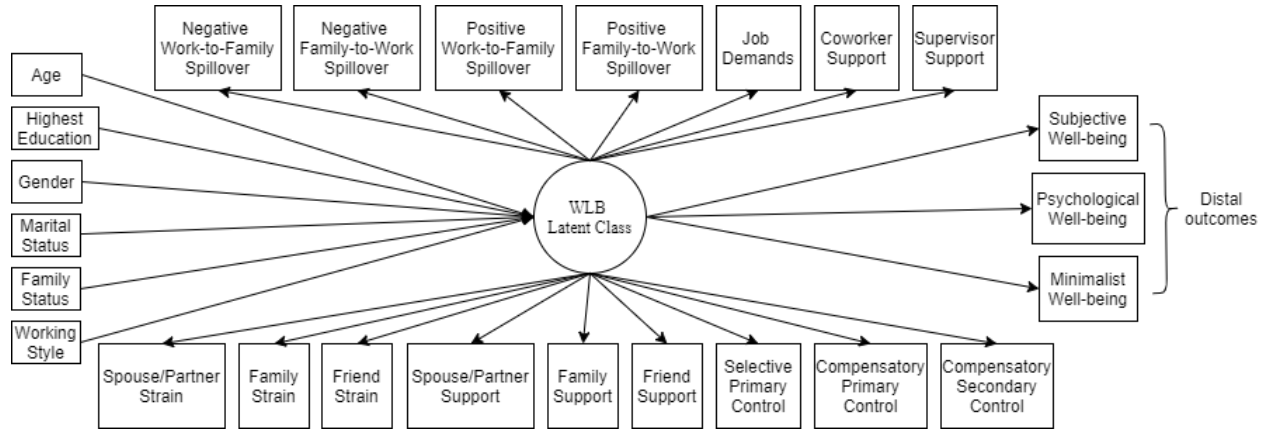 Negative
Work-to-Family
Spillover
Negative
Family-to-Work
Spillover
Positive
Work-to-Family
Spillover
Positive
Family-to-Work
Spillover
Job
Demands
Coworker
Support
Supervisor
Support
Age
Highest
Education
Gender
Marital
Status
Family
Status
Working
Style
WLB
Latent Class
Subjective
Well-being
Psychological
Well-being
Minimalist
Well-being
Distal
outcomes
Spouse/Partner
Strain
Family
Strain
Friend
Strain
Spouse/Partner
Support
Family
Support
Friend
Support
Selective
Primary
Control
Compensatory
Primary
Control
Compensatory
Secondary
Control